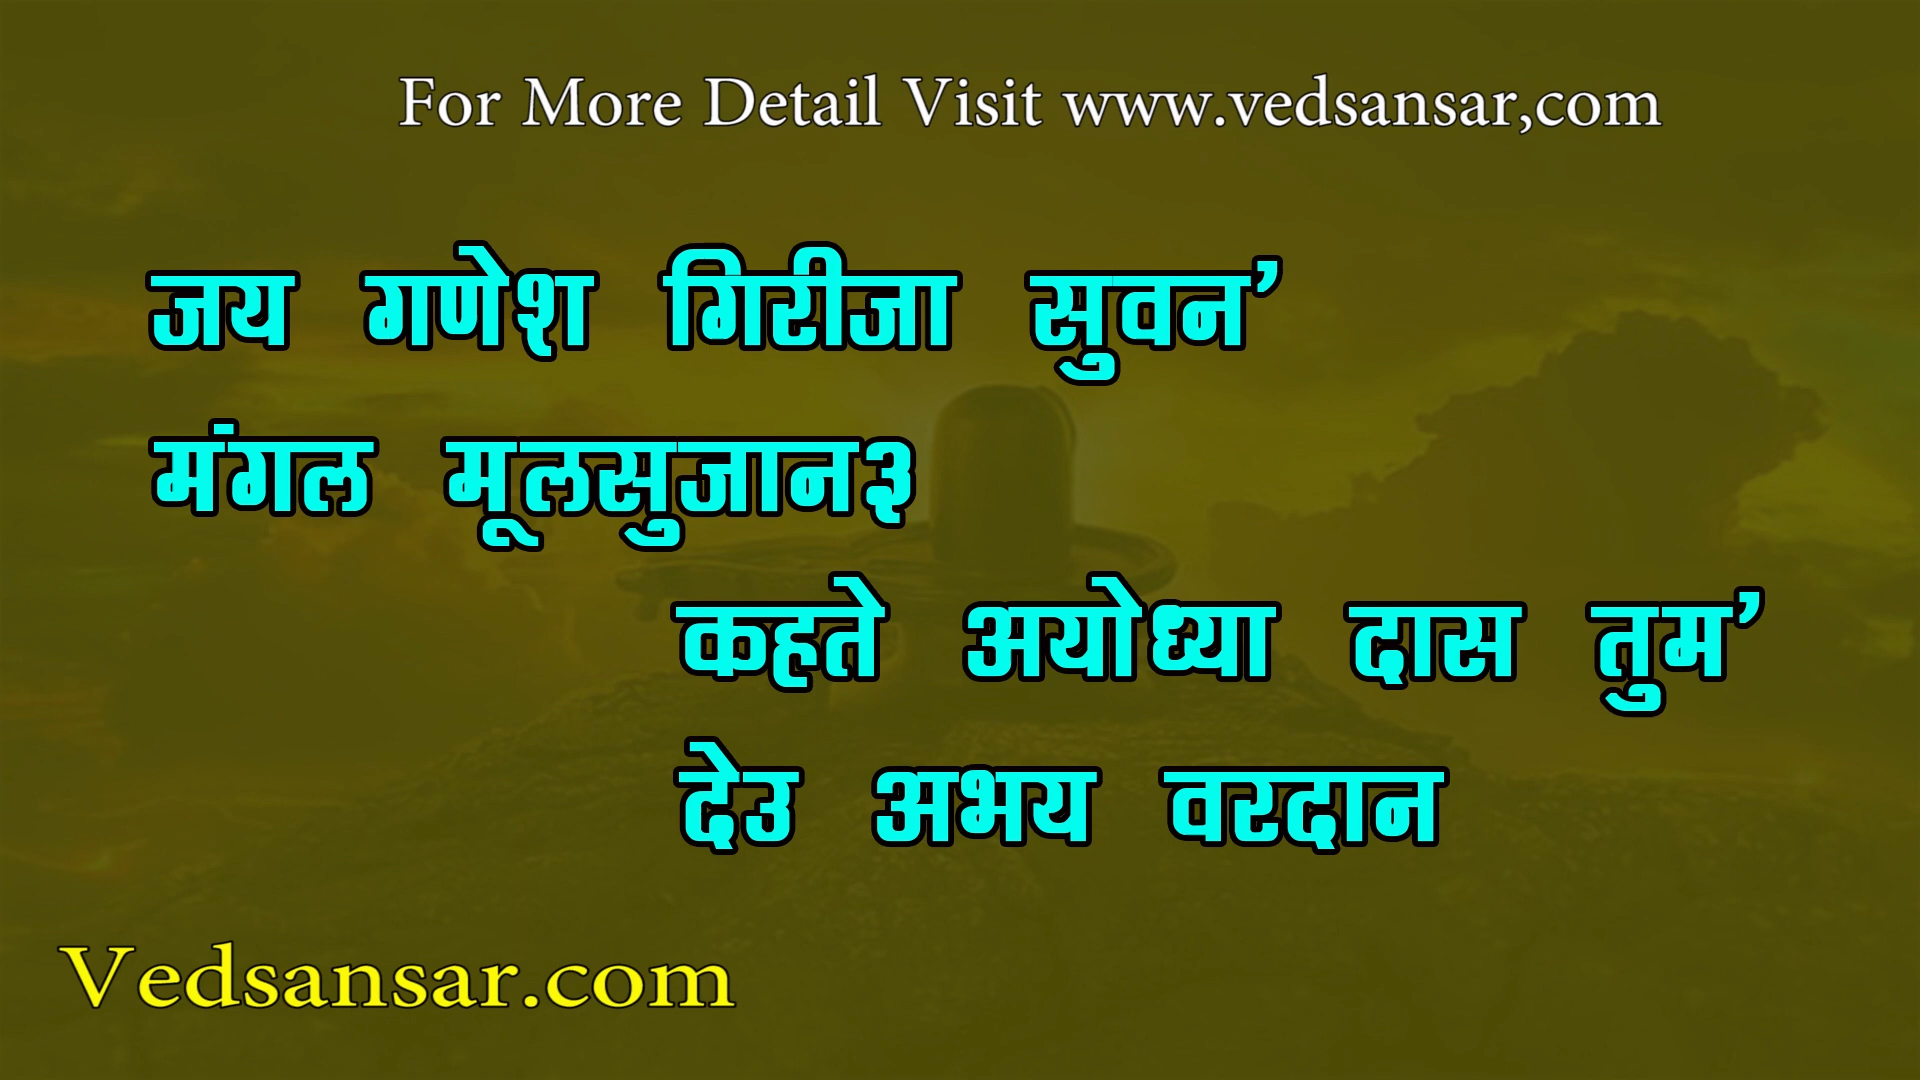 For More Detail Visit www.vedsansar,com
जय गणेश गिरीजा सुवन’
मंगल मूलसुजान३
कहते अयोध्या दास तुम’
देउ अभय वरदान
Vedsansar.com